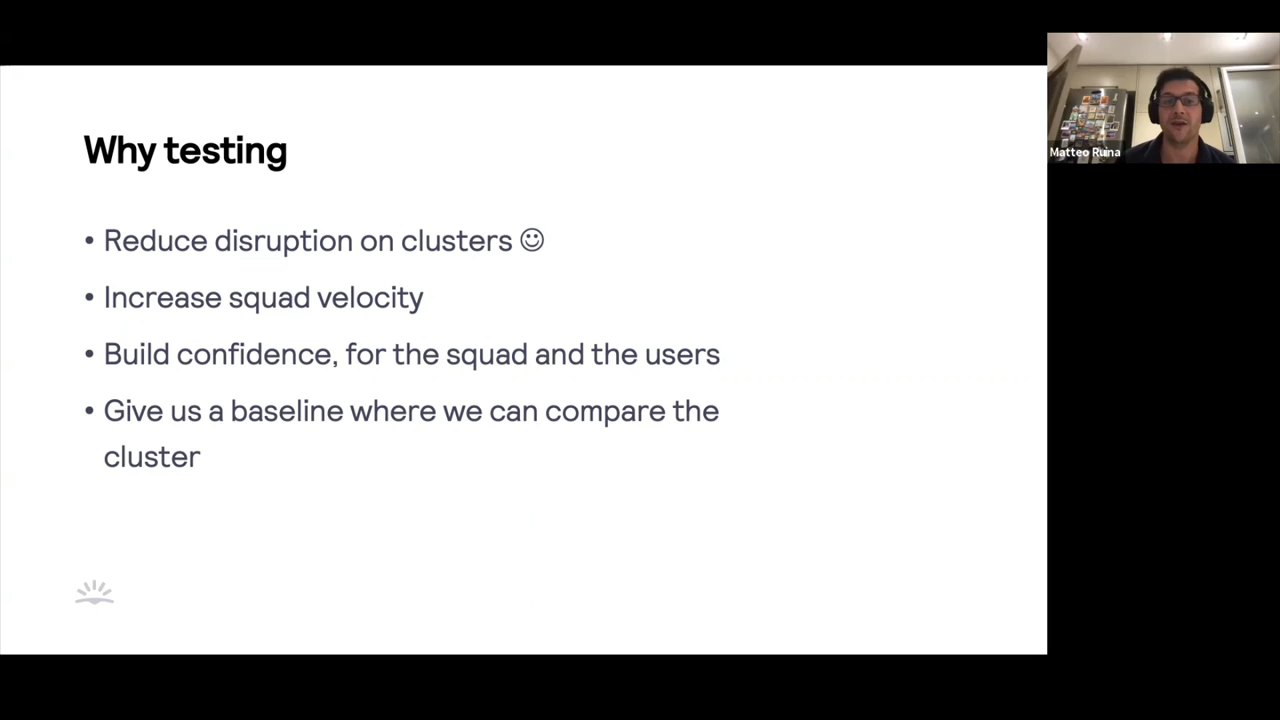 Why testing
• Reduce disruption on clusters ☺
• Increase squad velocity
• Build confidence, for the squad and the users
• Give us a baseline where we can compare the
cluster
Matteo Ruina